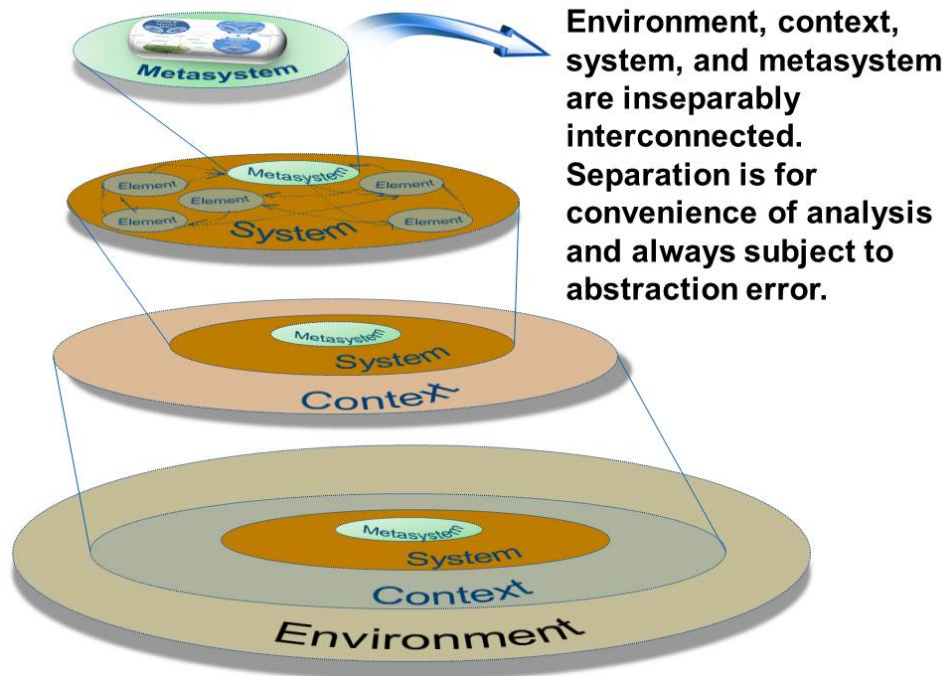 Environment, context,
system, and metasystem
are inseparably
interconnected.
Separation is for
convenience of analysis
and always subject to
abstraction error.
Metasystem
Metasystem
Element
Element
Element
Element
Element
System
Metasystem
System
Context
Metasystem
System
Context
Environment